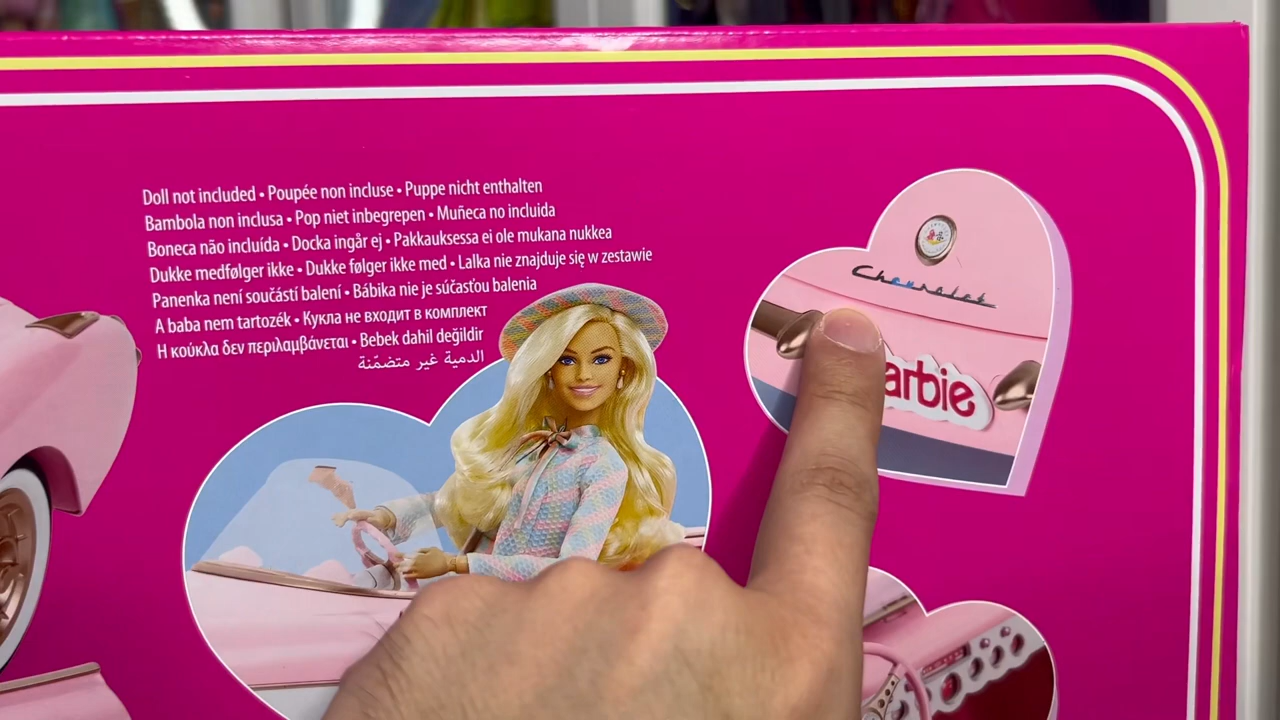 Doll not included • Poupée non incluse • Puppe nicht enthalten
Bambola non inclusa • Pop niet inbegrepen • Muñeca no incluida
Boneca não incluída • Docka ingår ej • Pakkauksessa ei ole mukana nukkea
Dukke medfølger ikke • Dukke følger ikke med • Lalka nie znajduje się w zestawie
Panenka není součástí balení • Bábika nie je súčasťou balenia
A baba nem tartozék • Кукла не входит в комплект
Η κούκλα δεν περιλαμβάνεται • Bebek dahil değildir
الدمية غير متضمّنة
Chevrolet
arbie